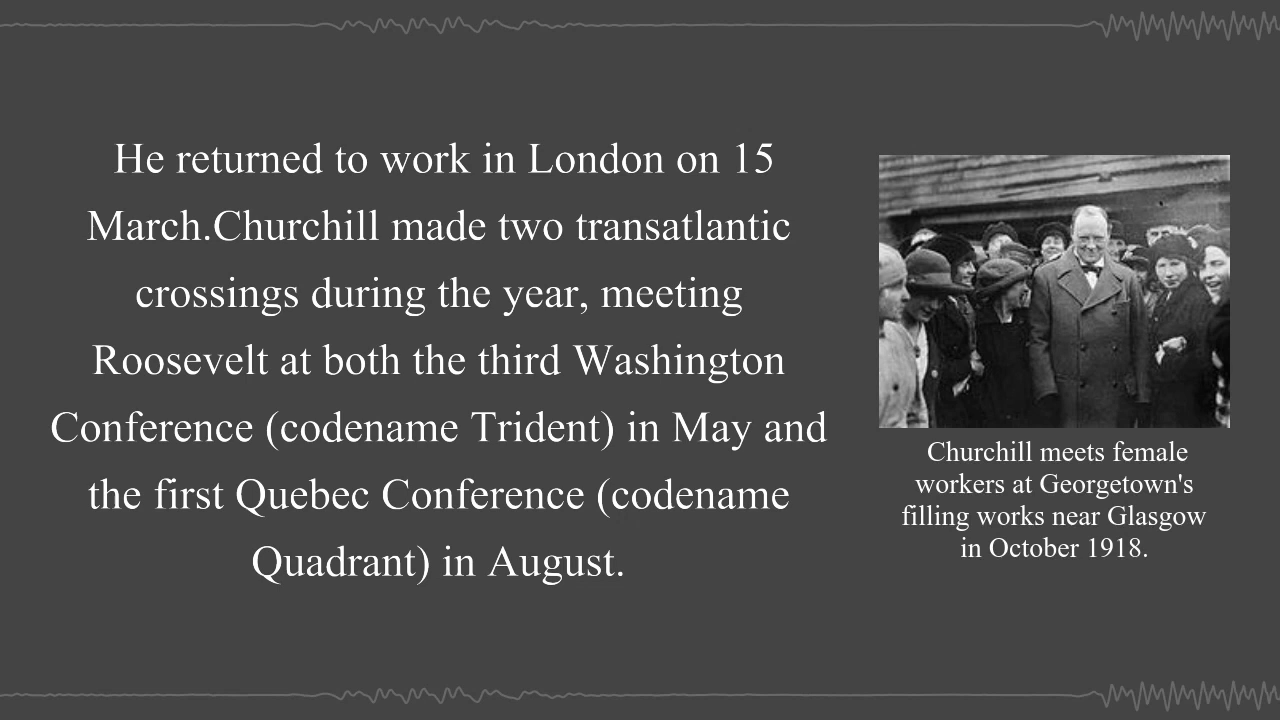 He returned to work in London on 15
March.Churchill made two transatlantic
crossings during the year, meeting
Roosevelt at both the third Washington
Conference (codename Trident) in May and
the first Quebec Conference (codename
Quadrant) in August.
Churchill meets female
workers at Georgetown's
filling works near Glasgow
in October 1918.